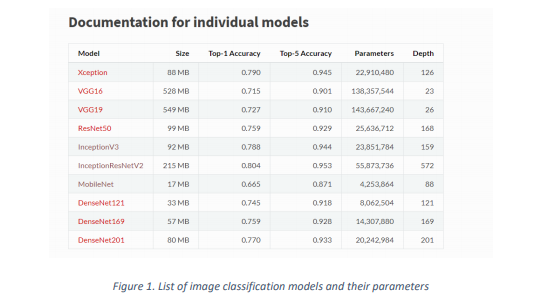 Documentation for individual models
Model Size Top-1 Accuracy Top-5 Accuracy Parameters Depth
Xception 88 MB 0.790 0.945 22,910,480 126
VGG16 528 MB 0.715 0.901 138,357,544 23
VGG19 549 MB 0.727 0.910 143,667,240 26
ResNet50 99 MB 0.759 0.929 25,636,712 168
InceptionV3 92 MB 0.788 0.944 23,851,784 159
InceptionResNetV2 215 MB 0.804 0.953 55,873,736 572
MobileNet 17 MB 0.665 0.871 4,253,864 88
DenseNet121 33 MB 0.745 0.918 8,062,504 121
DenseNet169 57 MB 0.759 0.928 14,307,880 169
DenseNet201 80 MB 0.770 0.933 20,242,984 201
Figure 1. List of image classification models and their parameters